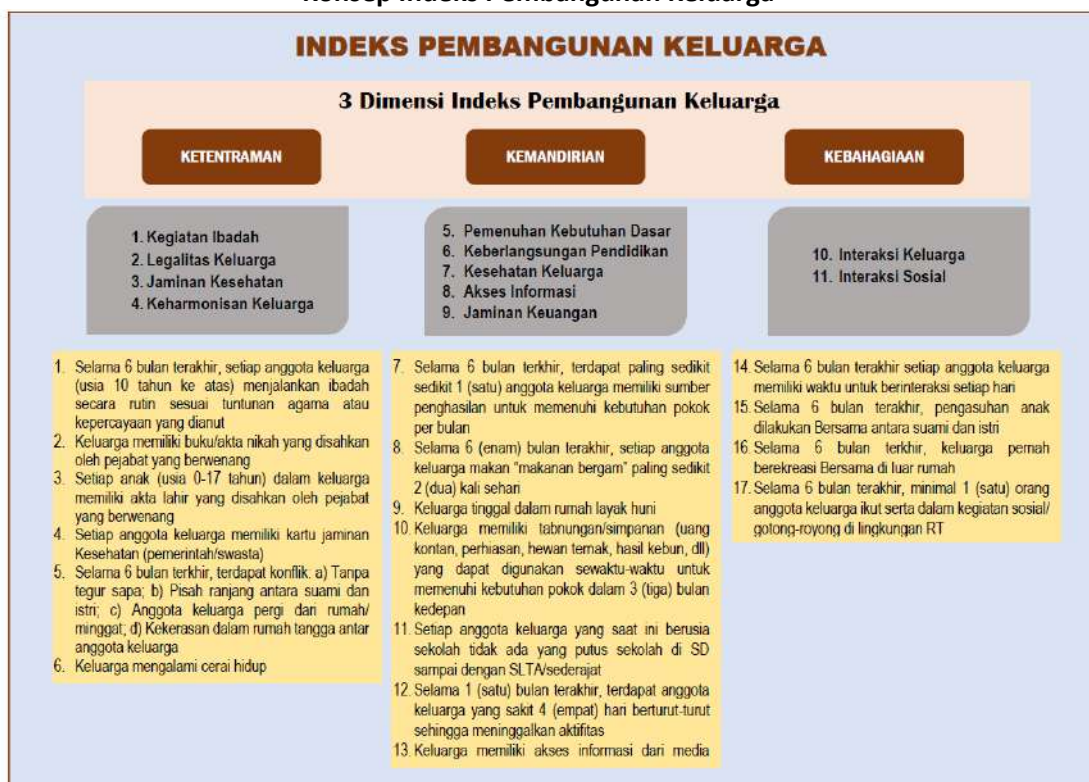 Konsep Indeks Pembangunan Keluarga
INDEKS PEMBANGUNAN KELUARGA
3 Dimensi Indeks Pembangunan Keluarga
KETENTRAMAN
KEMANDIRIAN
KEBAHAGIAAN
1. Kegiatan Ibadah
2. Legalitas Keluarga
3. Jaminan Kesehatan
4. Keharmonisan Keluarga
5. Pemenuhan Kebutuhan Dasar
6. Keberlangsungan Pendidikan
7. Kesehatan Keluarga
8. Akses Informasi
9. Jaminan Keuangan
10. Interaksi Keluarga
11. Interaksi Sosial
1. Selama 6 bulan terakhir, setiap anggota keluarga
(usia 10 tahun ke atas) menjalankan ibadah
secara rutin sesuai tuntunan agama atau
kepercayaan yang dianut
2. Keluarga memiliki buku/akta nikah yang disahkan
oleh pejabat yang berwenang
3. Setiap anak (usia 0-17 tahun) dalam keluarga
memiliki akta lahir yang disahkan oleh pejabat
yang berwenang
4. Setiap anggota keluarga memiliki kartu jaminan
Kesehatan (pemerintah/swasta)
5. Selama 6 bulan terkhir, terdapat konflik: a) Tanpa
tegur sapa; b) Pisah ranjang antara suami dan
istri; c) Anggota keluarga pergi dari rumah/
minggat; d) Kekerasan dalam rumah tangga antar
anggota keluarga
6. Keluarga mengalami cerai hidup
7. Selama 6 bulan terkhir, terdapat paling sedikit
sedikit 1 (satu) anggota keluarga memiliki sumber
penghasilan untuk memenuhi kebutuhan pokok
per bulan
8. Selama 6 (enam) bulan terakhir, setiap anggota
keluarga makan "makanan bergam" paling sedikit
2 (dua) kali sehari
9. Keluarga tinggal dalam rumah layak huni
10. Keluarga memiliki tabnungan/simpanan (uang
kontan, perhiasan, hewan ternak, hasil kebun, dll)
yang dapat digunakan sewaktu-waktu untuk
memenuhi kebutuhan pokok dalam 3 (tiga) bulan
kedepan
11. Setiap anggota keluarga yang saat ini berusia
sekolah tidak ada yang putus sekolah di SD
sampai dengan SLTA/sederajat
12. Selama 1 (satu) bulan terakhir, terdapat anggota
keluarga yang sakit 4 (empat) hari berturut-turut
sehingga meninggalkan aktifitas
13. Keluarga memiliki akses informasi dari media
14. Selama 6 bulan terakhir setiap anggota keluarga
memiliki waktu untuk berinteraksi setiap hari
15. Selama 6 bulan terakhir, pengasuhan anak
dilakukan Bersama antara suami dan istri
16. Selama 6 bulan terkhir, keluarga pernah
berekreasi Bersama di luar rumah
17. Selama 6 bulan terakhir, minimal 1 (satu) orang
anggota keluarga ikut serta dalam kegiatan sosial/
gotong-royong di lingkungan RT